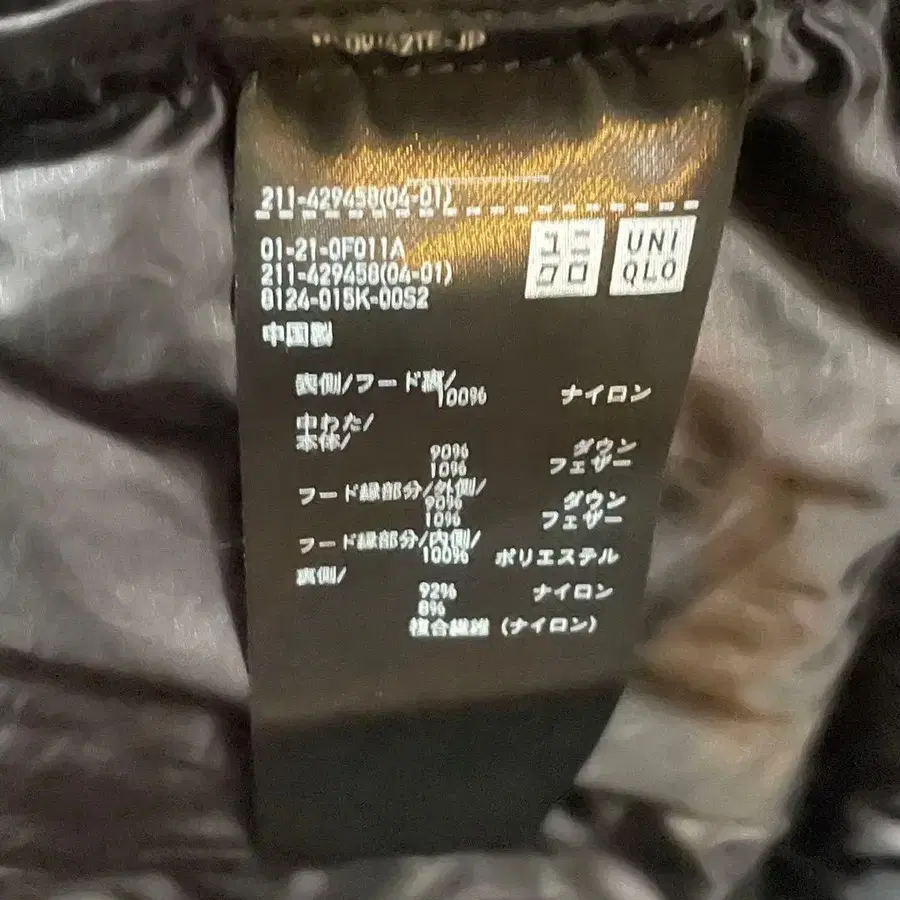 211-429458(04-01)
01-21-0F011A
211-429458(04-01)
8124-015K-00S2
ユニ
クロ
UNI
QLO
中国製
表側/フード裏/
100% ナイロン
中わた/
本体/
90% ダウン
10% フェザー
フード縁部分/外側/
90% ダウン
10% フェザー
フード縁部分/内側/
100% ポリエステル
裏側/
92% ナイロン
8%
複合繊維 (ナイロン)